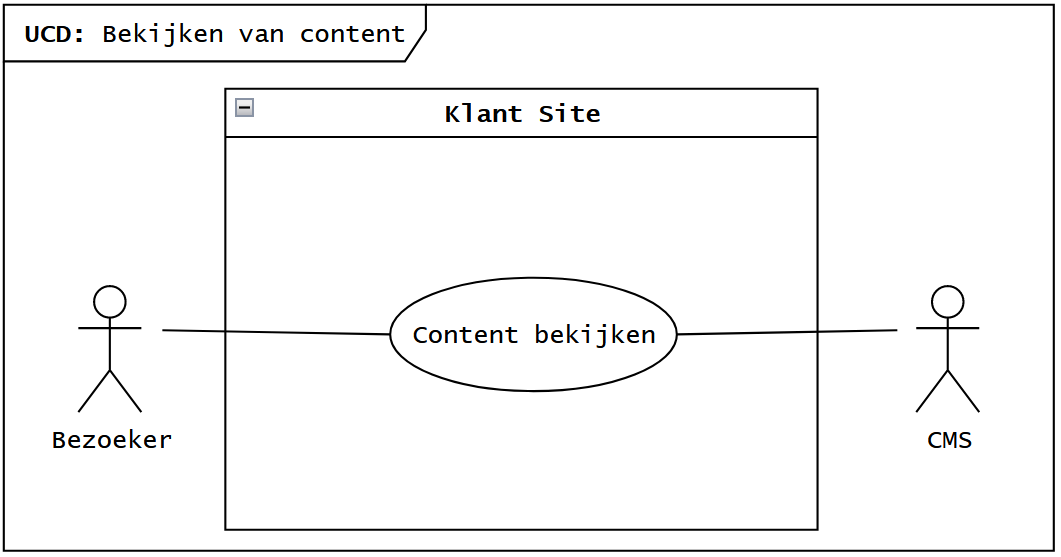 UCD: Bekijken van content
Klant Site
Content bekijken
Bezoeker
CMS